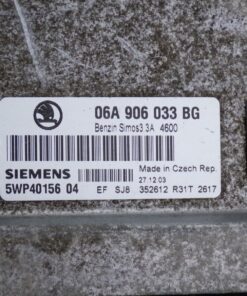 06A 906 033 BG
Benzin Simos3.3A 4600
SIEMENS
Made in Czech Rep.
27.12.03
5WP40156 04
EF SJ8 352612 R31T 2617